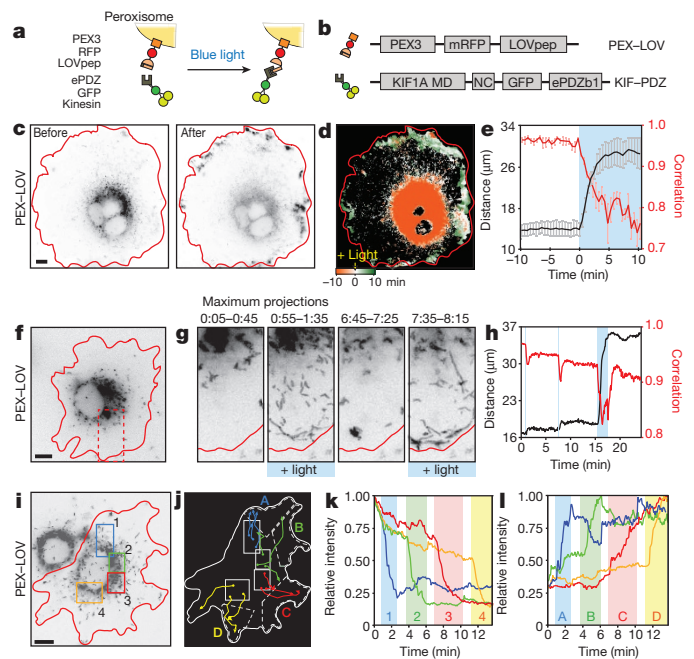 a
Peroxisome
PEX3
RFP
LOVpep
ePDZ
GFP
Kinesin
Blue light
b
PEX3 mRFP LOVpep PEX–LOV
KIF1A MD NC GFP ePDZb1 KIF–PDZ
c
PEX–LOV
Before
After
d
+ Light
–10 0 10 min
e
Distance (μm)
34
28
22
16
10
1.0
0.9
0.8
0.7
Correlation
–10 –5 0 5 10
Time (min)
f
PEX–LOV
g
Maximum projections
0:05–0:45 0:55–1:35 6:45–7:25 7:35–8:15
+ light
+ light
h
Distance (μm)
37
30
23
16
1.0
0.9
0.8
Correlation
0 10 20
Time (min)
i
PEX–LOV
1
2
3
4
j
A
B
C
D
k
Relative intensity
1.00
0.75
0.50
0.25
0
1 2 3 4
0 2 4 6 8 10 12
Time (min)
l
Relative intensity
1.00
0.75
0.50
0.25
0
A B C D
0 2 4 6 8 10 12
Time (min)